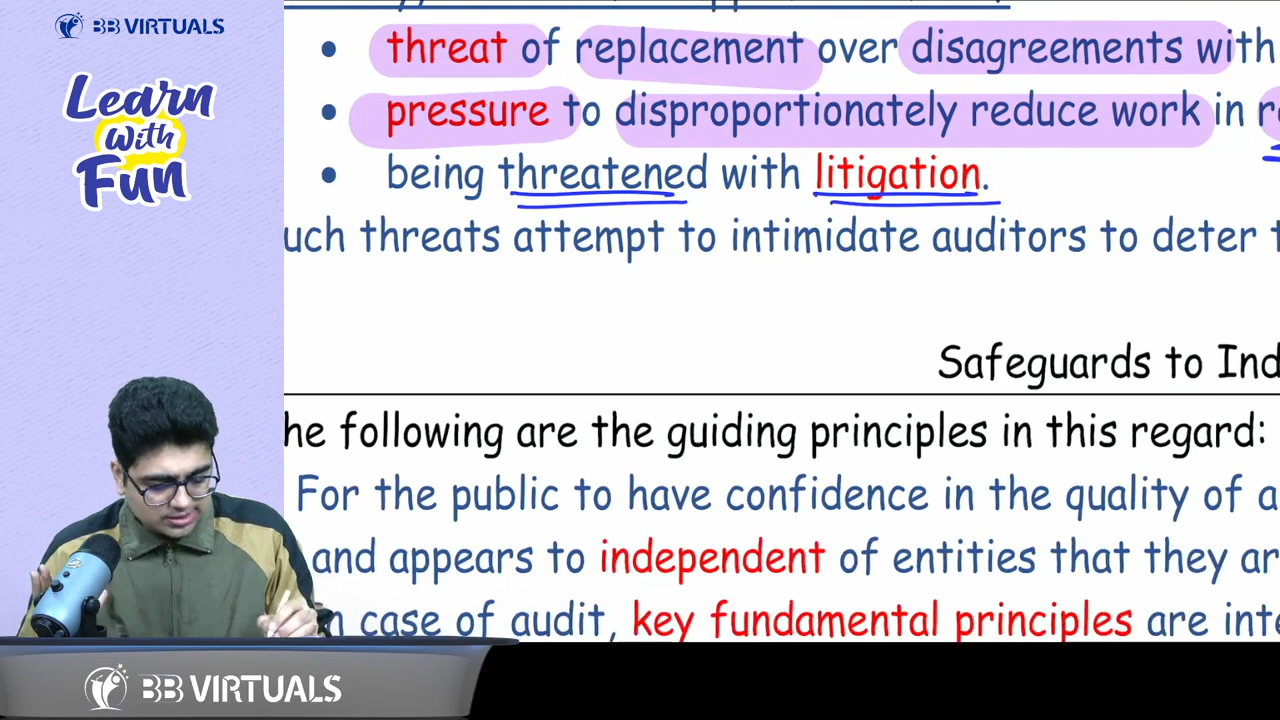 BB VIRTUALS
Learn
with
Fun
threat of replacement over disagreements with
pressure to disproportionately reduce work in
being threatened with litigation.
uch threats attempt to intimidate auditors to deter
Safeguards to Ind
he following are the guiding principles in this regard:
For the public to have confidence in the quality of a
and appears to independent of entities that they ar
n case of audit, key fundamental principles are inte
BB VIRTUALS